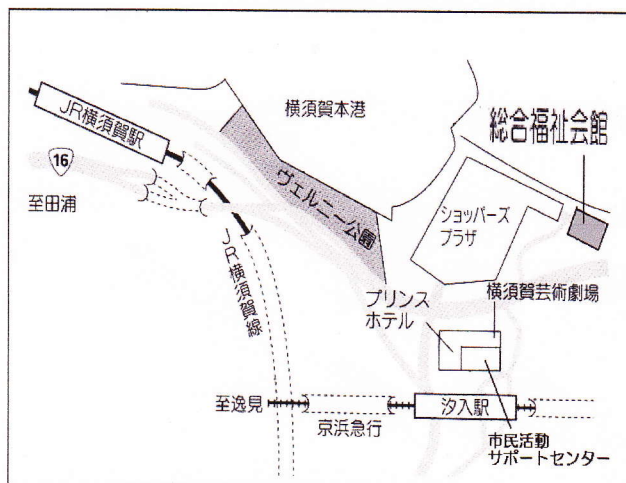 横須賀本港
総合福祉会館
JR横須賀駅
16
至田浦
ヴェルニー公園
ショッパーズ
プラザ
JR横須賀線
プリンス
ホテル
横須賀芸術劇場
至逸見
京浜急行
汐入駅
市民活動
サポートセンター